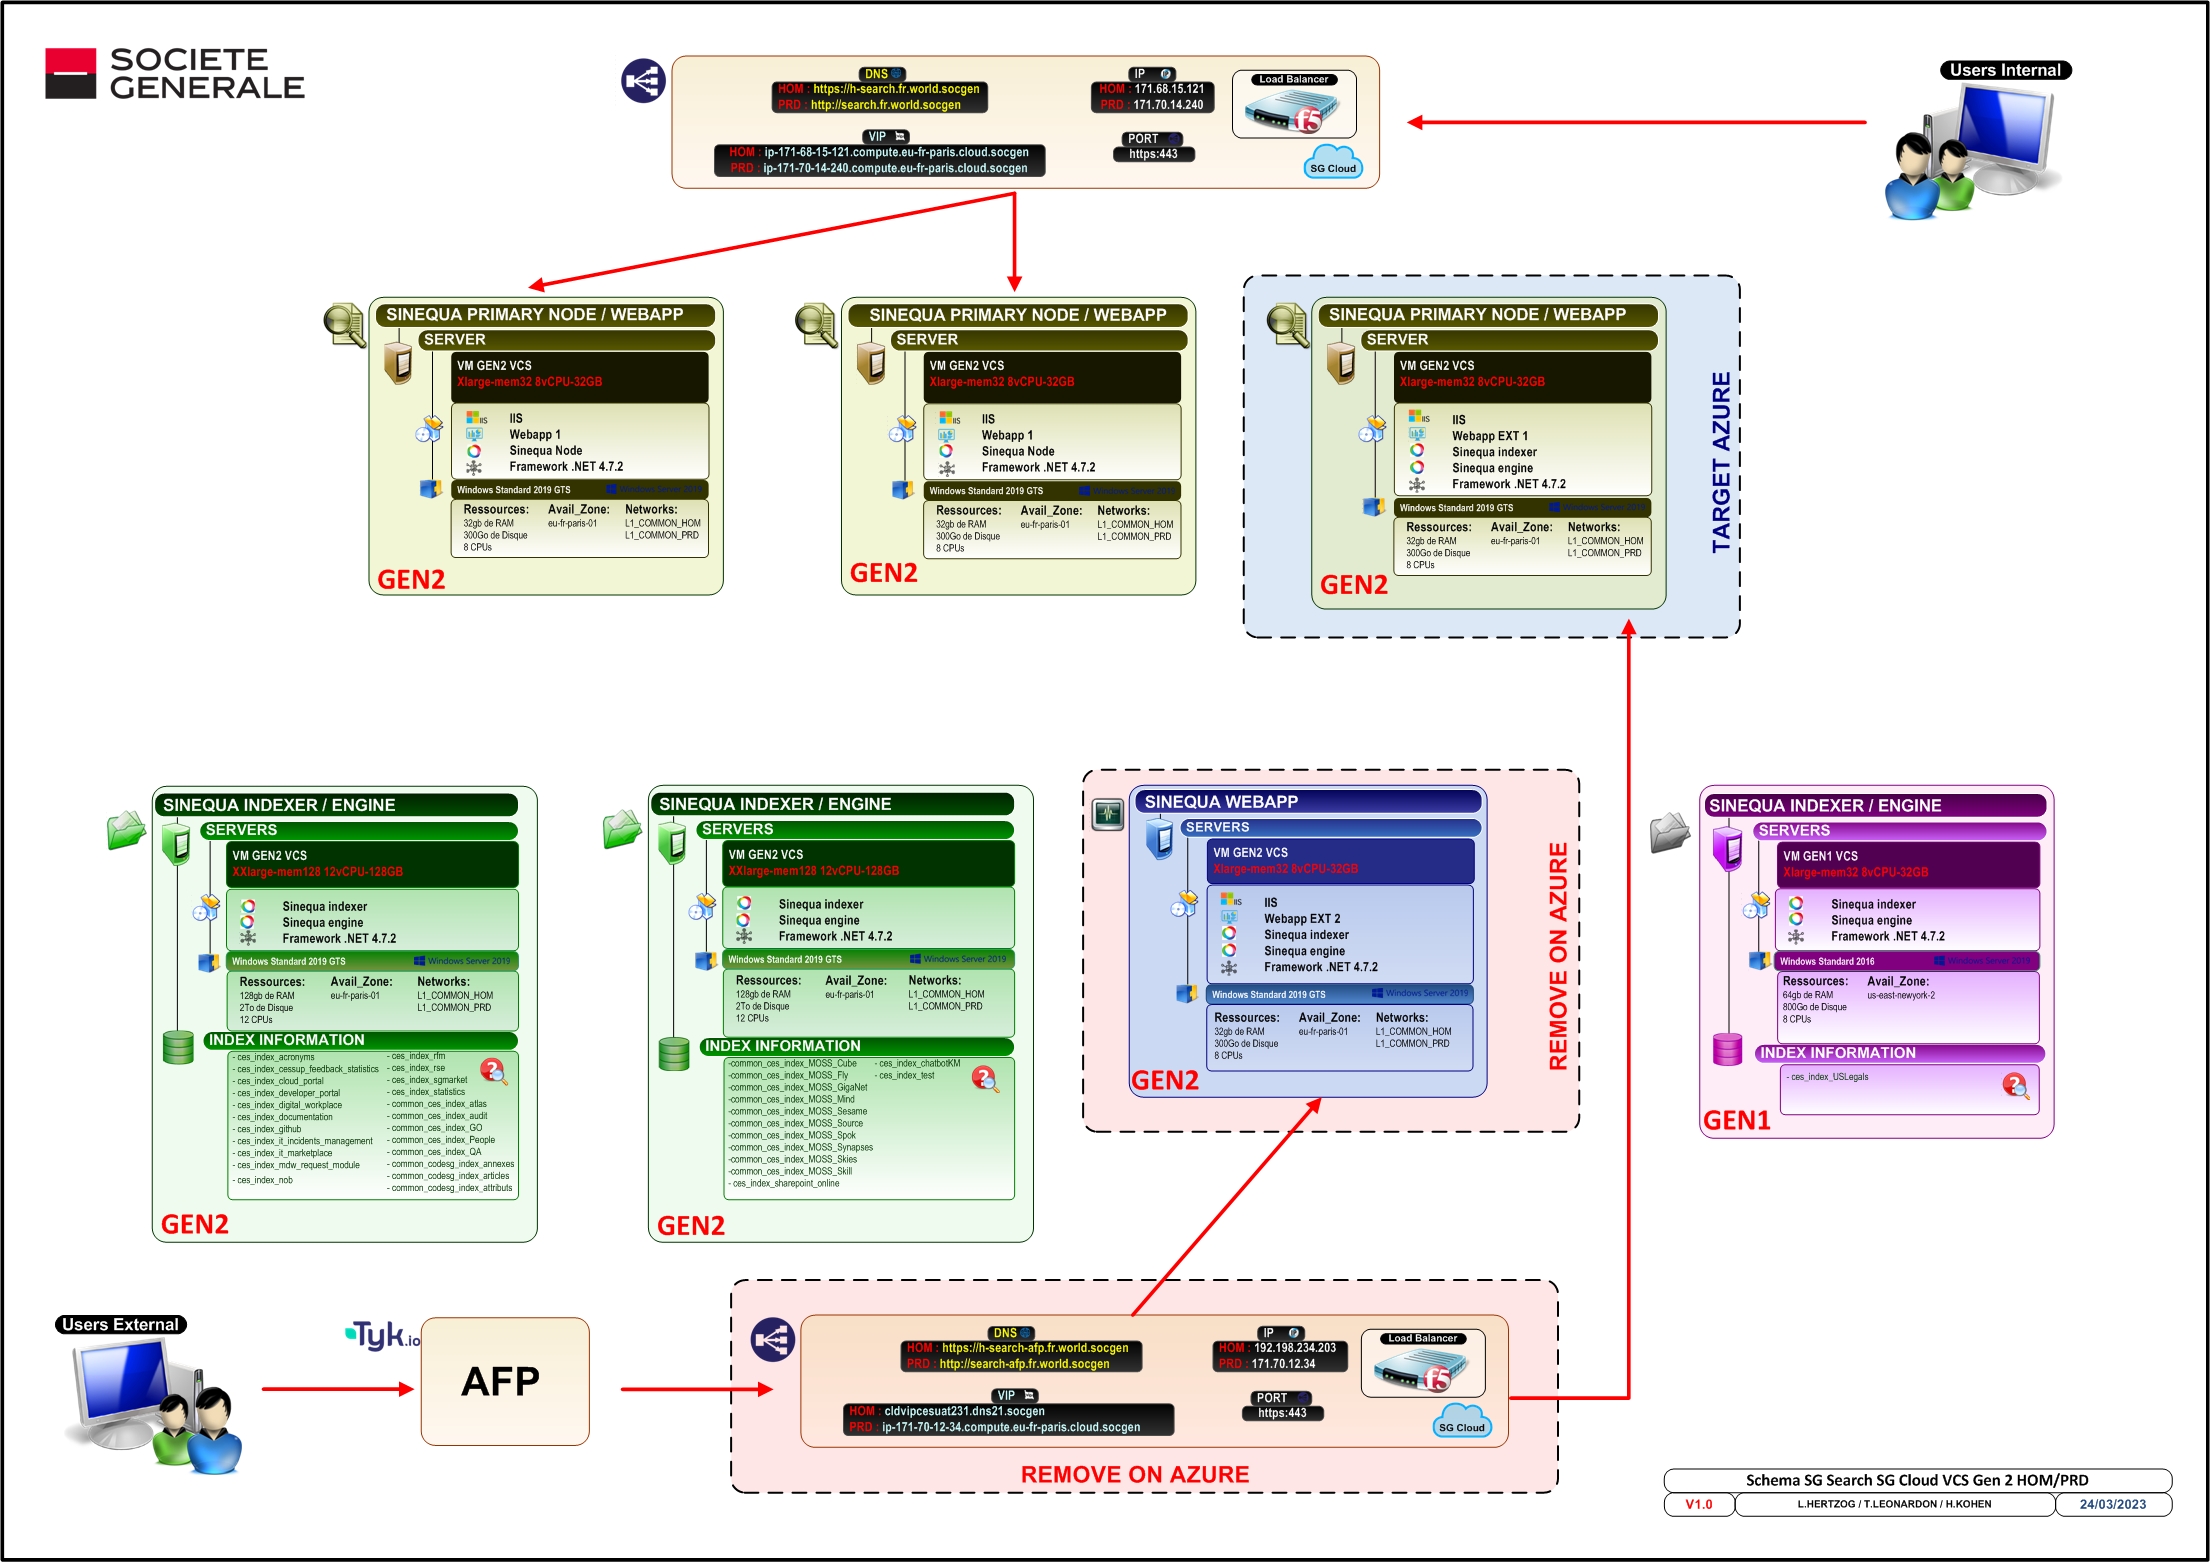 SOCIETE
GENERALE
DNS
HOM : https://h-search.fr.world.socgen
PRD : http://search.fr.world.socgen
VIP
HOM : ip-171-68-15-121.compute.eu-fr-paris.cloud.socgen
PRD : ip-171-70-14-240.compute.eu-fr-paris.cloud.socgen
IP
HOM : 171.68.15.121
PRD : 171.70.14.240
PORT
https:443
Load Balancer
f5
SG Cloud
Users Internal
SINEQUA PRIMARY NODE / WEBAPP
SERVER
VM GEN2 VCS
Xlarge-mem32 8vCPU-32GB
IIS
IIS
Webapp 1
Sinequa Node
Framework .NET 4.7.2
Windows Standard 2019 GTS
Windows Server 2019
Ressources:
32gb de RAM
300Go de Disque
8 CPUs
Avail_Zone:
eu-fr-paris-01
Networks:
L1_COMMON_HOM
L1_COMMON_PRD
GEN2
SINEQUA PRIMARY NODE / WEBAPP
SERVER
VM GEN2 VCS
Xlarge-mem32 8vCPU-32GB
IIS
IIS
Webapp 1
Sinequa Node
Framework .NET 4.7.2
Windows Standard 2019 GTS
Windows Server 2019
Ressources:
32gb de RAM
300Go de Disque
8 CPUs
Avail_Zone:
eu-fr-paris-01
Networks:
L1_COMMON_HOM
L1_COMMON_PRD
GEN2
SINEQUA PRIMARY NODE / WEBAPP
SERVER
VM GEN2 VCS
Xlarge-mem32 8vCPU-32GB
IIS
IIS
Webapp EXT 1
Sinequa indexer
Sinequa engine
Framework .NET 4.7.2
Windows Standard 2019 GTS
Windows Server 2019
Ressources:
32gb de RAM
300Go de Disque
8 CPUs
Avail_Zone:
eu-fr-paris-01
Networks:
L1_COMMON_HOM
L1_COMMON_PRD
GEN2
TARGET AZURE
SINEQUA INDEXER / ENGINE
SERVERS
VM GEN2 VCS
XXlarge-mem128 12vCPU-128GB
Sinequa indexer
Sinequa engine
Framework .NET 4.7.2
Windows Standard 2019 GTS
Windows Server 2019
Ressources:
128gb de RAM
2To de Disque
12 CPUs
Avail_Zone:
eu-fr-paris-01
Networks:
L1_COMMON_HOM
L1_COMMON_PRD
INDEX INFORMATION
- ces_index_acronyms
- ces_index_cessup_feedback_statistics
- ces_index_cloud_portal
- ces_index_developer_portal
- ces_index_digital_workplace
- ces_index_documentation
- ces_index_github
- ces_index_it_incidents_management
- ces_index_it_marketplace
- ces_index_mdw_request_module
- ces_index_nob
- ces_index_rfm
- ces_index_rse
- ces_index_sgmarket
- ces_index_statistics
- common_ces_index_atlas
- common_ces_index_audit
- common_ces_index_GO
- common_ces_index_People
- common_ces_index_QA
- common_codesg_index_annexes
- common_codesg_index_articles
- common_codesg_index_attributs
GEN2
SINEQUA INDEXER / ENGINE
SERVERS
VM GEN2 VCS
XXlarge-mem128 12vCPU-128GB
Sinequa indexer
Sinequa engine
Framework .NET 4.7.2
Windows Standard 2019 GTS
Windows Server 2019
Ressources:
128gb de RAM
2To de Disque
12 CPUs
Avail_Zone:
eu-fr-paris-01
Networks:
L1_COMMON_HOM
L1_COMMON_PRD
INDEX INFORMATION
-common_ces_index_MOSS_Cube
-common_ces_index_MOSS_Fly
-common_ces_index_MOSS_GigaNet
-common_ces_index_MOSS_Mind
-common_ces_index_MOSS_Sesame
-common_ces_index_MOSS_Source
-common_ces_index_MOSS_Spok
-common_ces_index_MOSS_Synapses
-common_ces_index_MOSS_Skies
-common_ces_index_MOSS_Skill
- ces_index_sharepoint_online
- ces_index_chatbotKM
- ces_index_test
GEN2
SINEQUA WEBAPP
SERVERS
VM GEN2 VCS
Xlarge-mem32 8vCPU-32GB
IIS
IIS
Webapp EXT 2
Sinequa indexer
Sinequa engine
Framework .NET 4.7.2
Windows Standard 2019 GTS
Windows Server 2019
Ressources:
32gb de RAM
300Go de Disque
8 CPUs
Avail_Zone:
eu-fr-paris-01
Networks:
L1_COMMON_HOM
L1_COMMON_PRD
GEN2
REMOVE ON AZURE
SINEQUA INDEXER / ENGINE
SERVERS
VM GEN1 VCS
Xlarge-mem32 8vCPU-32GB
Sinequa indexer
Sinequa engine
Framework .NET 4.7.2
Windows Standard 2016
Windows Server 2019
Ressources:
64gb de RAM
800Go de Disque
8 CPUs
Avail_Zone:
us-east-newyork-2
INDEX INFORMATION
- ces_index_USLegals
GEN1
Users External
Tyk.io
AFP
DNS
HOM : https://h-search-afp.fr.world.socgen
PRD : http://search-afp.fr.world.socgen
VIP
HOM : cldvipcesuat231.dns21.socgen
PRD : ip-171-70-12-34.compute.eu-fr-paris.cloud.socgen
IP
HOM : 192.198.234.203
PRD : 171.70.12.34
PORT
https:443
Load Balancer
f5
SG Cloud
REMOVE ON AZURE
Schema SG Search SG Cloud VCS Gen 2 HOM/PRD
V1.0
L.HERTZOG / T.LEONARDON / H.KOHEN
24/03/2023